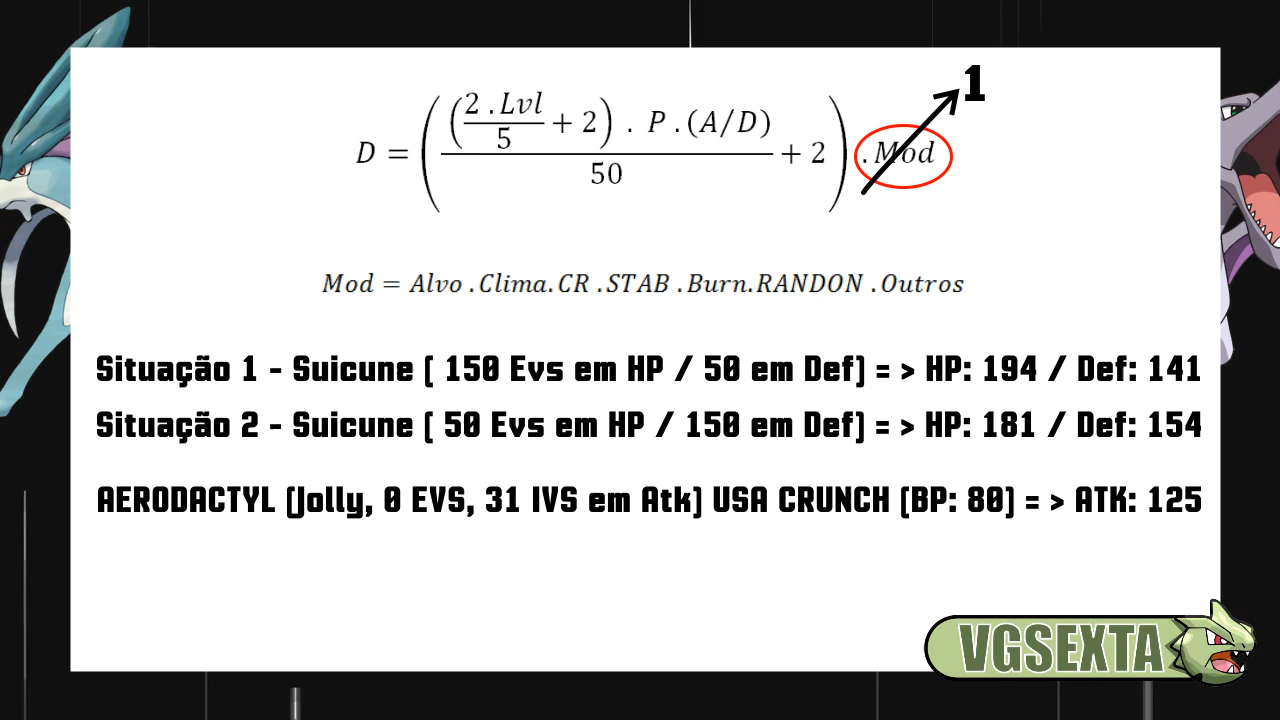 D = (((2 . Lvl / 5 + 2) . P . (A/D)) / 50 + 2) . Mod 1
Mod = Alvo . Clima. CR . STAB . Burn. RANDON . Outros
Situação 1 - Suicune ( 150 Evs em HP / 50 em Def) = > HP: 194 / Def: 141
Situação 2 - Suicune ( 50 Evs em HP / 150 em Def) = > HP: 181 / Def: 154
AERODACTYL (Jolly, 0 EVS, 31 IVS em Atk) USA CRUNCH (BP: 80) = > ATK: 125
VGSEXTA